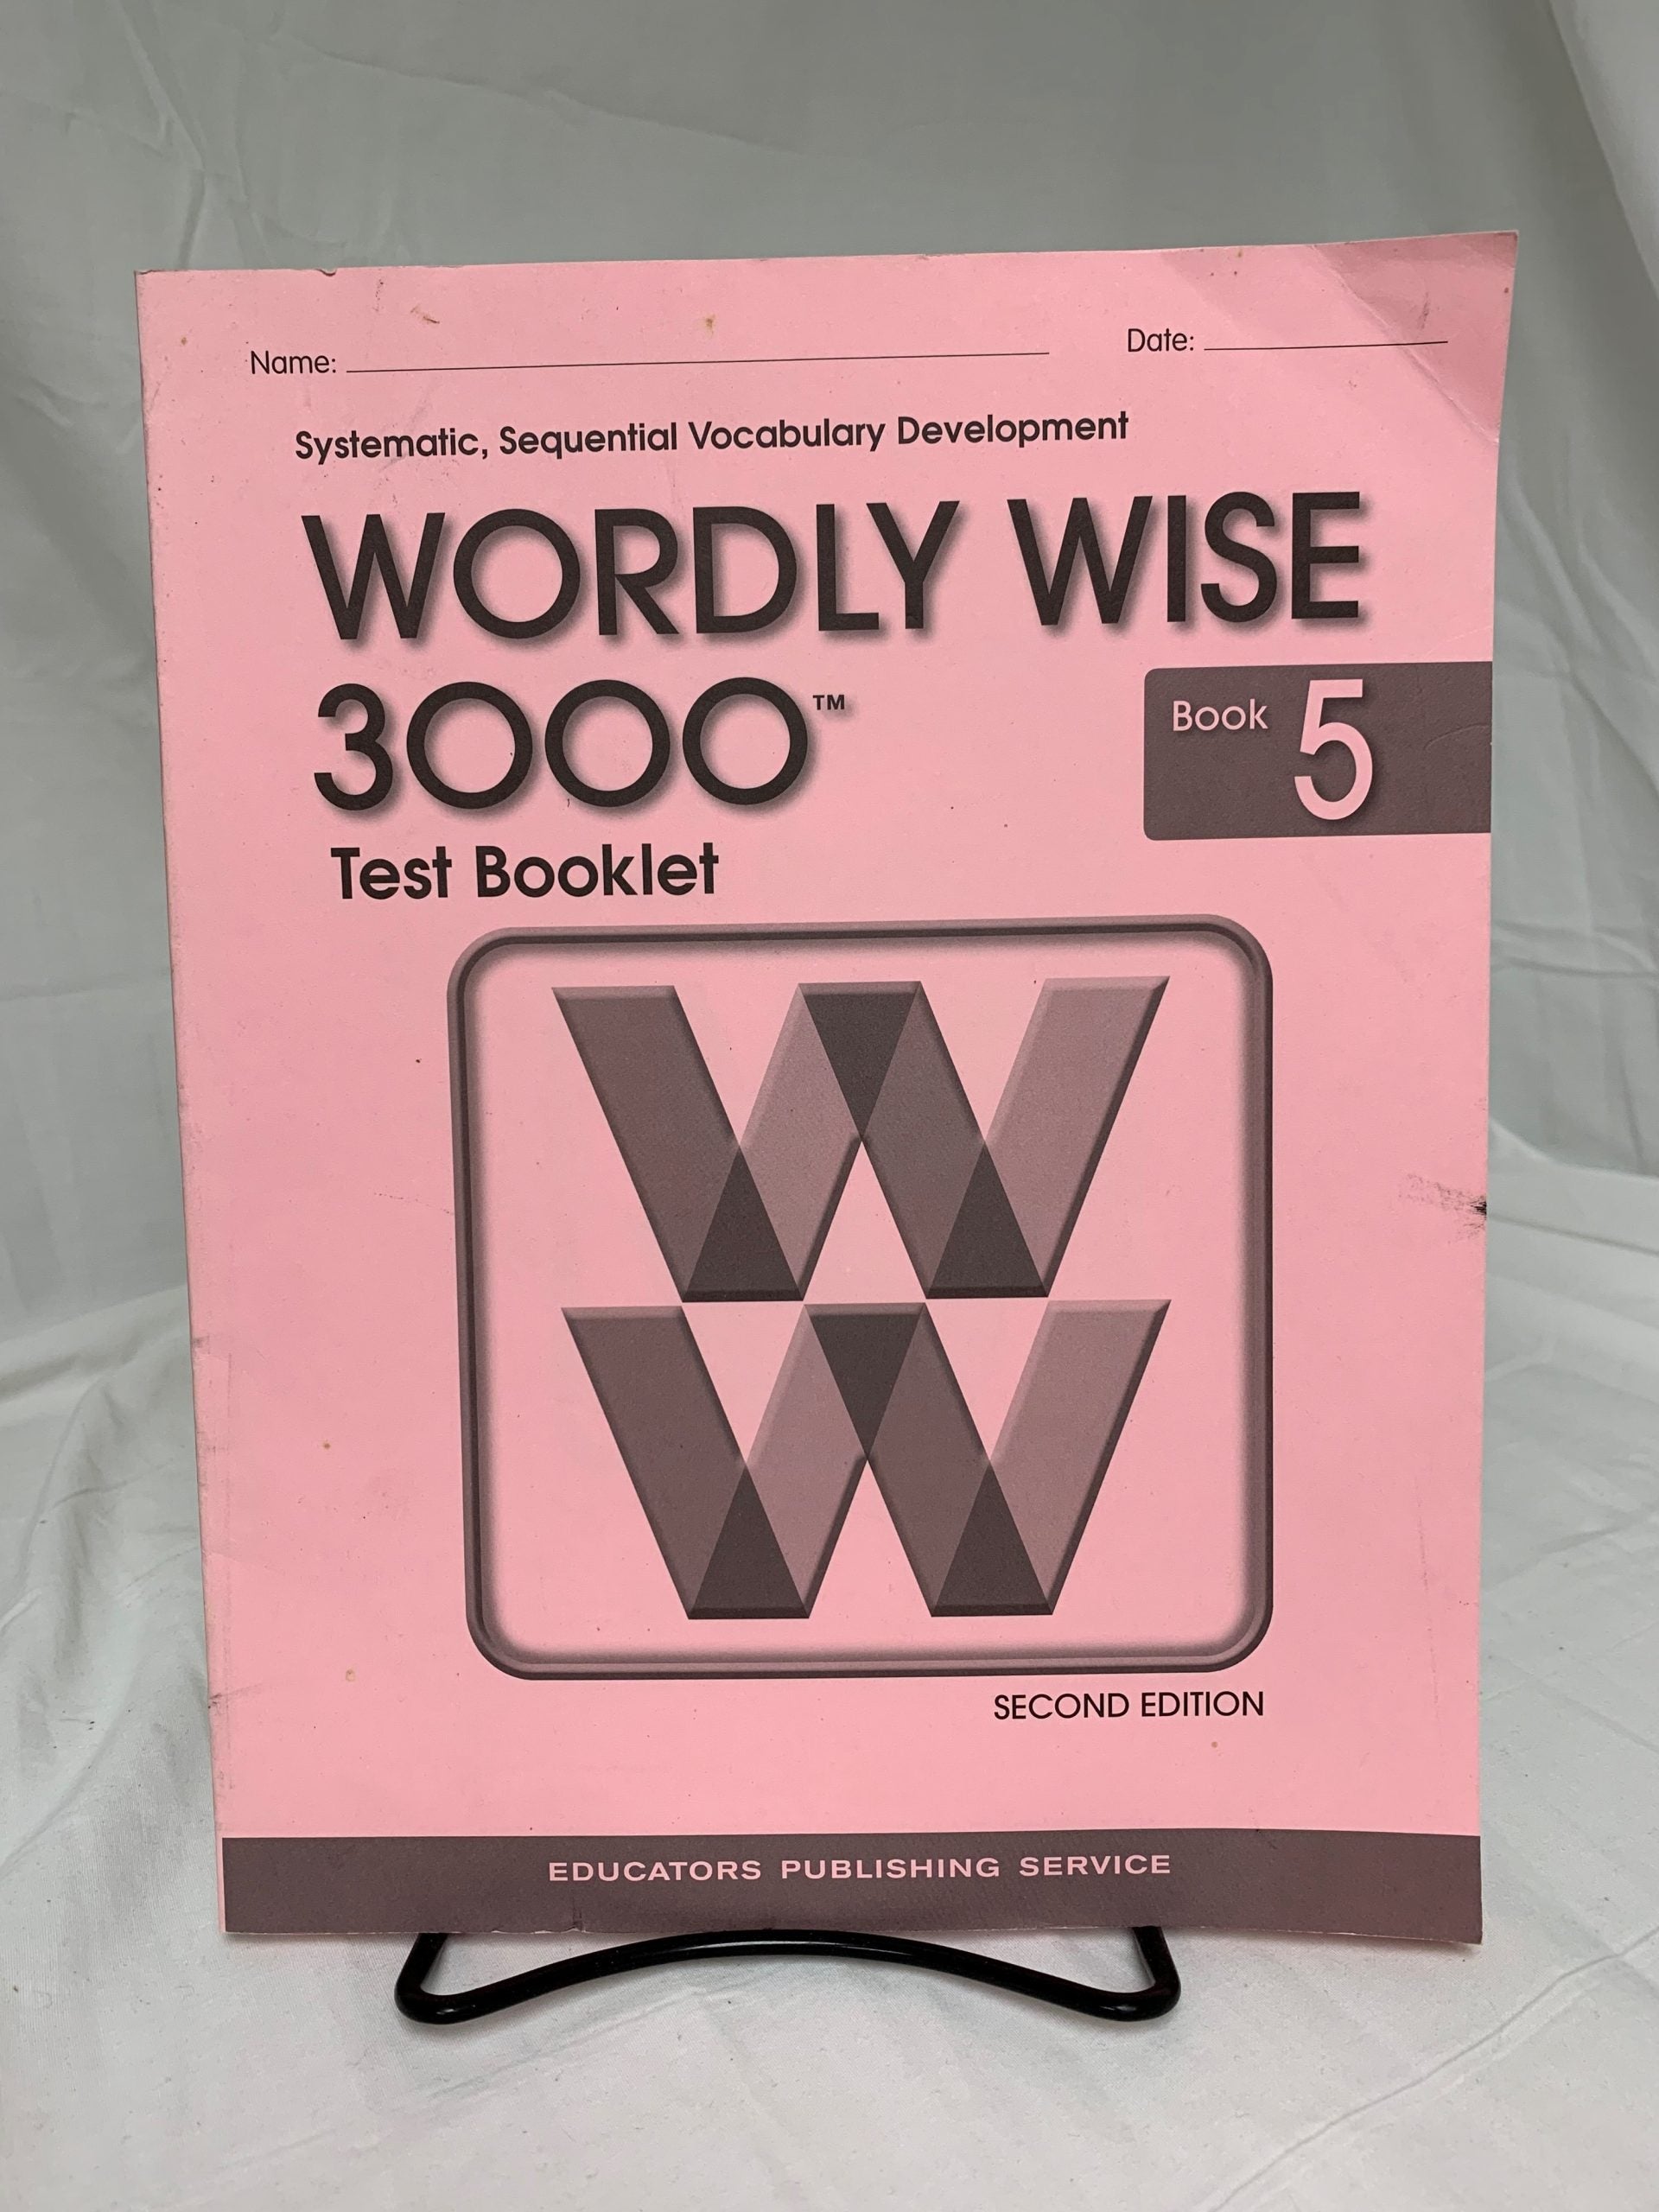 Name: Date:
Systematic, Sequential Vocabulary Development
WORDLY WISE
3000™
Book 5
Test Booklet
W
W
SECOND EDITION
EDUCATORS PUBLISHING SERVICE